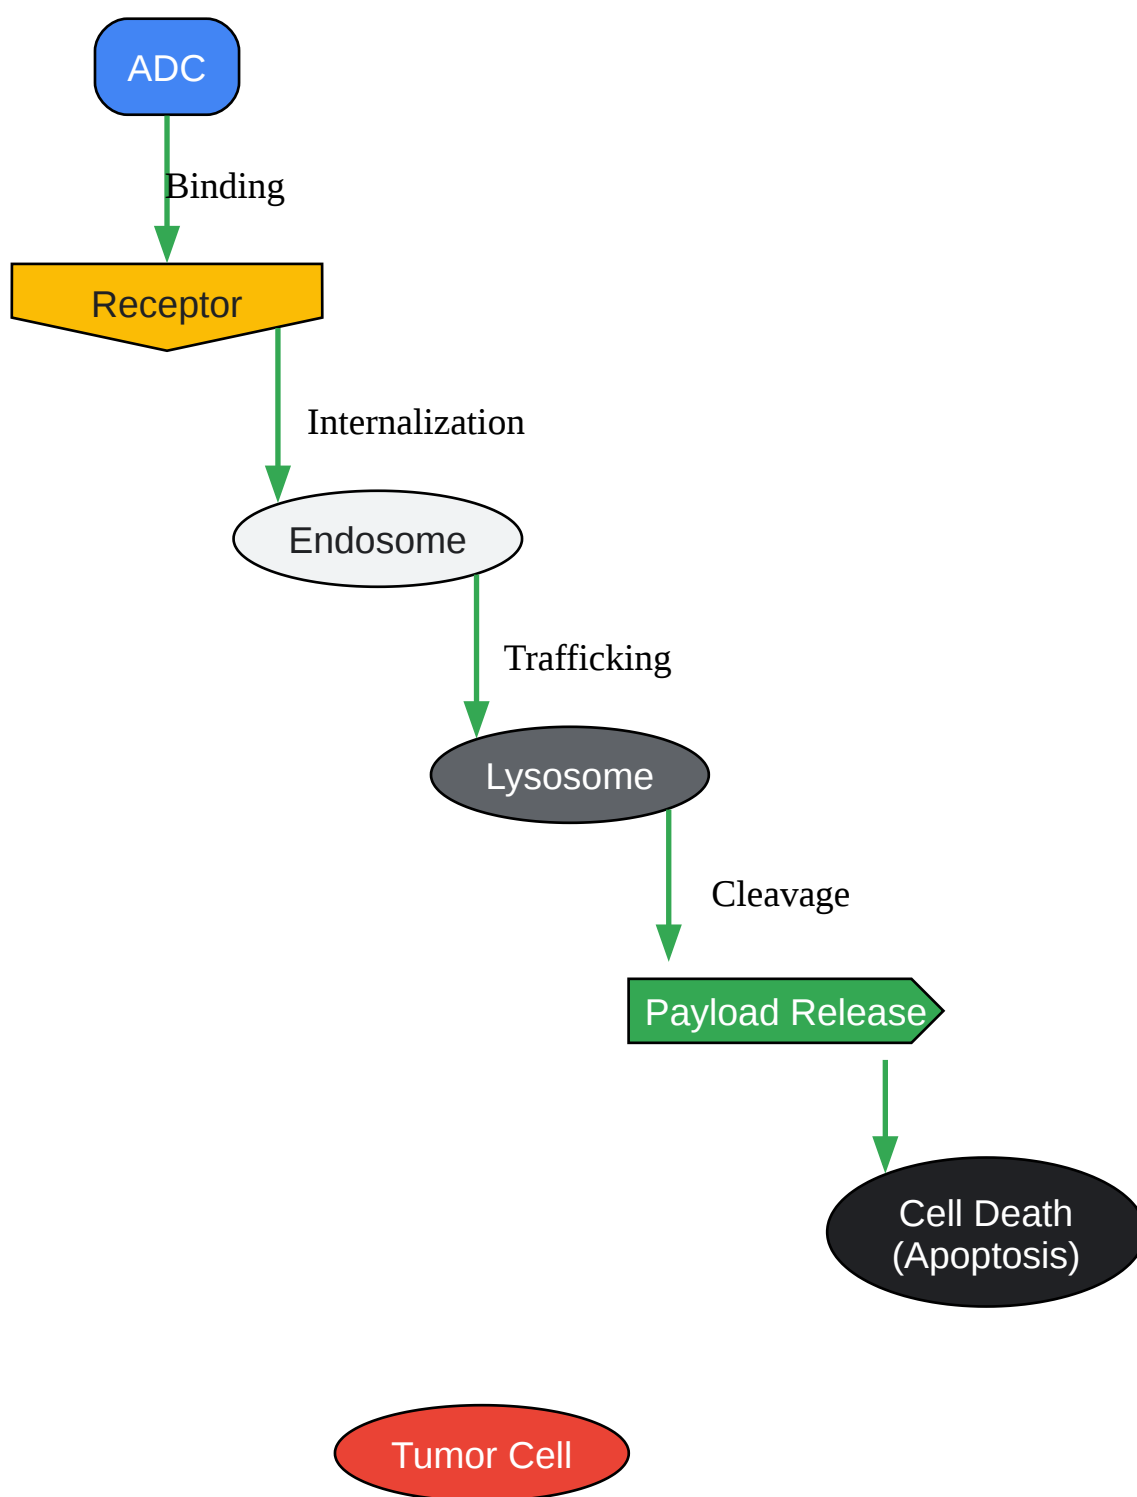 ADC
Binding
Receptor
Internalization
Endosome
Trafficking
Lysosome
Cleavage
Payload Release
Cell Death
(Apoptosis)
Tumor Cell